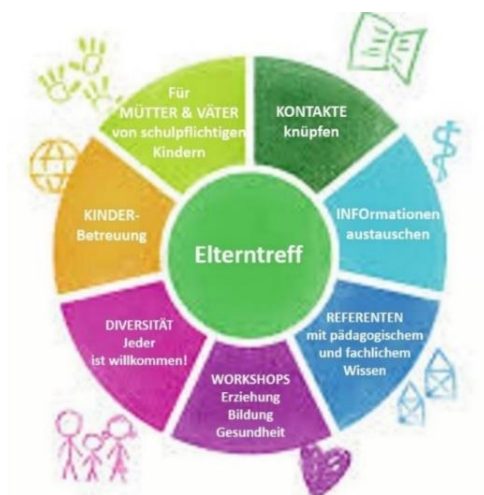 Für
MÜTTER & VÄTER
von schulpflichtigen
Kindern
KONTAKTE
knüpfen
INFOrmationen
austauschen
REFERENTEN
mit pädagogischem
und fachlichem
Wissen
WORKSHOPS
Erziehung
Bildung
Gesundheit
DIVERSITÄT
Jeder
ist willkommen!
KINDER-
Betreuung
Elterntreff